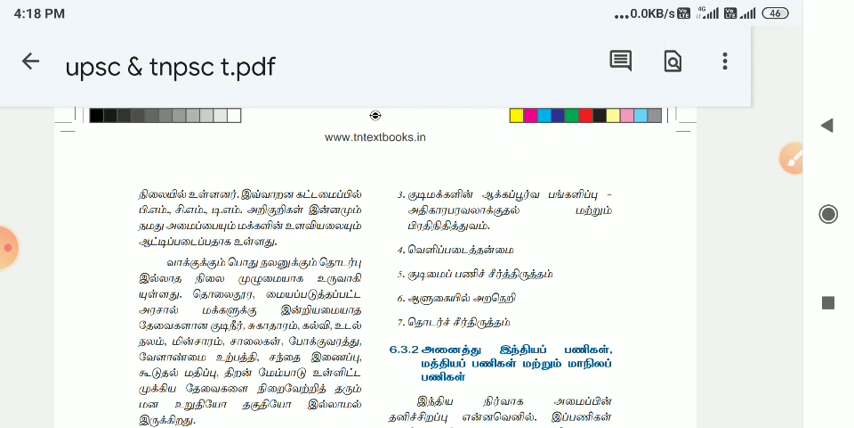 4:18 PM
...0.0KB/s Vo LTE 4G Vo LTE 46
upsc & tnpsc t.pdf
www.tntextbooks.in
நிலையில் உள்ளனர். இவ்வாறன கட்டமைப்பில்
பி.எம்., சி.எம்., டி.எம். அறிகுறிகள் இன்னமும்
நமது அமைப்பையும் மக்களின் உளவியலையும்
ஆட்டிப்படைப்பதாக உள்ளது.
வாக்குக்கும் பொது நலனுக்கும் தொடர்பு
இல்லாத நிலை முழுமையாக உருவாகி
யுள்ளது. தொலைதூர, மையப்படுத்தப்பட்ட
அரசால் மக்களுக்கு இன்றியமையாத
தேவைகளான குடிநீர், சுகாதாரம், கல்வி, உடல்
நலம், மின்சாரம், சாலைகள், போக்குவரத்து,
வேளாண்மை உற்பத்தி, சந்தை இணைப்பு,
கூடுதல் மதிப்பு, திறன் மேம்பாடு உள்ளிட்ட
முக்கிய தேவைகளை நிறைவேற்றித் தரும்
மன உறுதியோ தகுதியோ இல்லாமல்
இருக்கிறது.
3. குடிமக்களின் ஆக்கப்பூர்வ பங்களிப்பு –
அதிகாரபரவலாக்குதல் மற்றும்
பிரதிநிதித்துவம்.
4. வெளிப்படைத்தன்மை
5. குடிமைப் பணிச் சீர்த்திருத்தம்
6. ஆளுகையில் அறநெறி
7. தொடர்ச் சீர்திருத்தம்
6.3.2 அனைத்து இந்தியப் பணிகள்,
மத்தியப் பணிகள் மற்றும் மாநிலப்
பணிகள்
இந்திய நிர்வாக அமைப்பின்
தனிச்சிறப்பு என்னவெனில். இப்பணிகள்